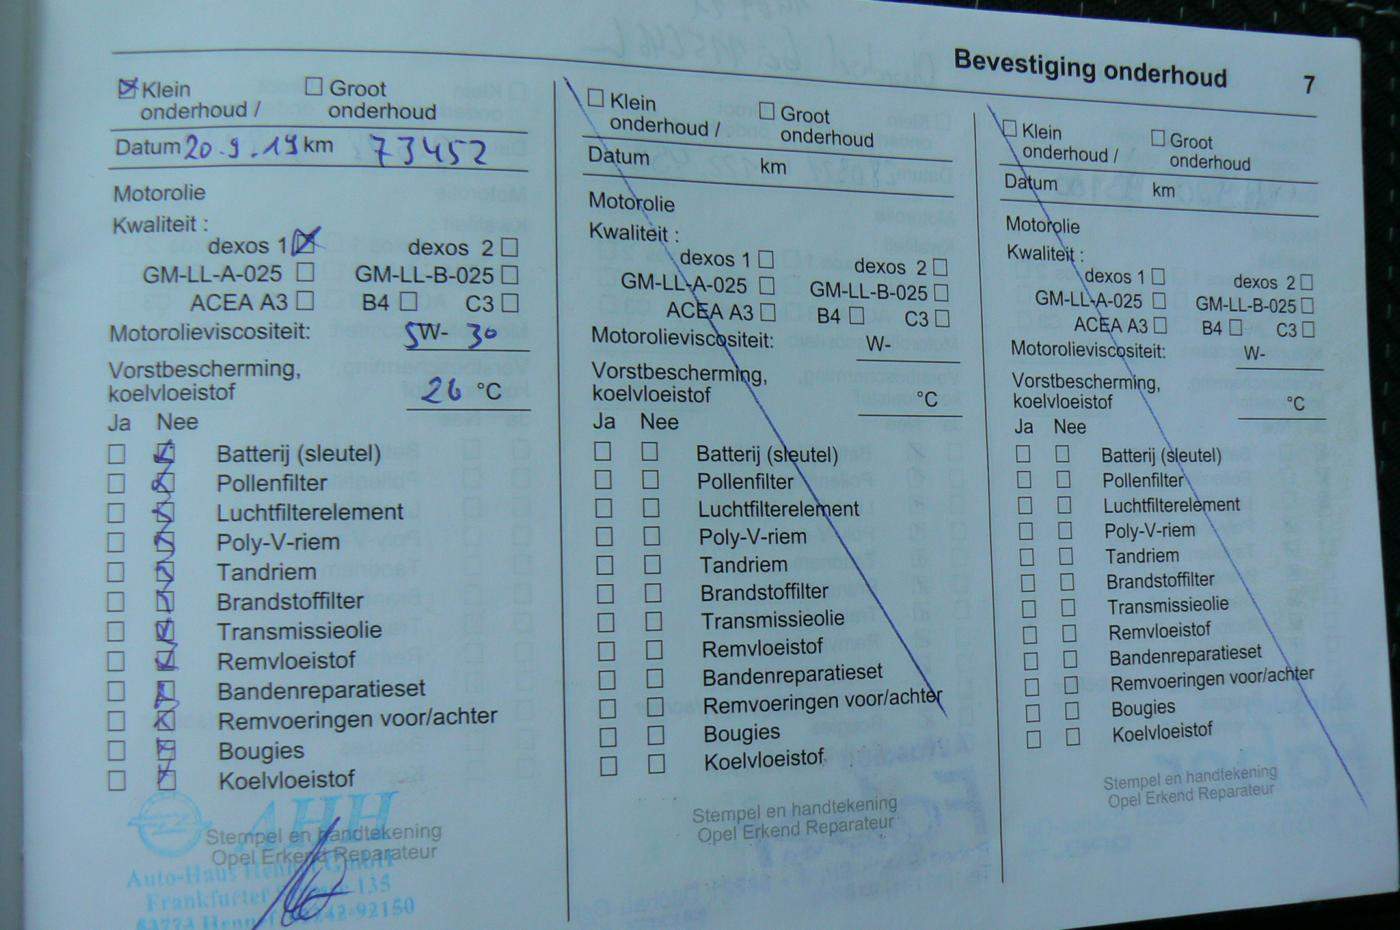 Bevestiging onderhoud 7
Klein onderhoud /
Groot onderhoud
Datum 20.9.19 km 73452
Motorolie
Kwaliteit :
dexos 1 dexos 2
GM-LL-A-025 GM-LL-B-025
ACEA A3 B4 C3
Motorolieviscositeit: 5W- 30
Vorstbescherming,
koelvloeistof 26 °C
Ja Nee
Batterij (sleutel)
Pollenfilter
Luchtfilterelement
Poly-V-riem
Tandriem
Brandstoffilter
Transmissieolie
Remvloeistof
Bandenreparatieset
Remvoeringen voor/achter
Bougies
Koelvloeistof
AHH
Stempel en handtekening
Opel Erkend Reparateur
Auto-Haus Hennef GmbH
Frankfurter 135
53773 Hennef 02242-92150
Klein onderhoud /
Groot onderhoud
Datum km
Motorolie
Kwaliteit :
dexos 1 dexos 2
GM-LL-A-025 GM-LL-B-025
ACEA A3 B4 C3
Motorolieviscositeit: W-
Vorstbescherming,
koelvloeistof °C
Ja Nee
Batterij (sleutel)
Pollenfilter
Luchtfilterelement
Poly-V-riem
Tandriem
Brandstoffilter
Transmissieolie
Remvloeistof
Bandenreparatieset
Remvoeringen voor/achter
Bougies
Koelvloeistof
Stempel en handtekening
Opel Erkend Reparateur
Klein onderhoud /
Groot onderhoud
Datum km
Motorolie
Kwaliteit :
dexos 1 dexos 2
GM-LL-A-025 GM-LL-B-025
ACEA A3 B4 C3
Motorolieviscositeit: W-
Vorstbescherming,
koelvloeistof °C
Ja Nee
Batterij (sleutel)
Pollenfilter
Luchtfilterelement
Poly-V-riem
Tandriem
Brandstoffilter
Transmissieolie
Remvloeistof
Bandenreparatieset
Remvoeringen voor/achter
Bougies
Koelvloeistof
Stempel en handtekening
Opel Erkend Reparateur